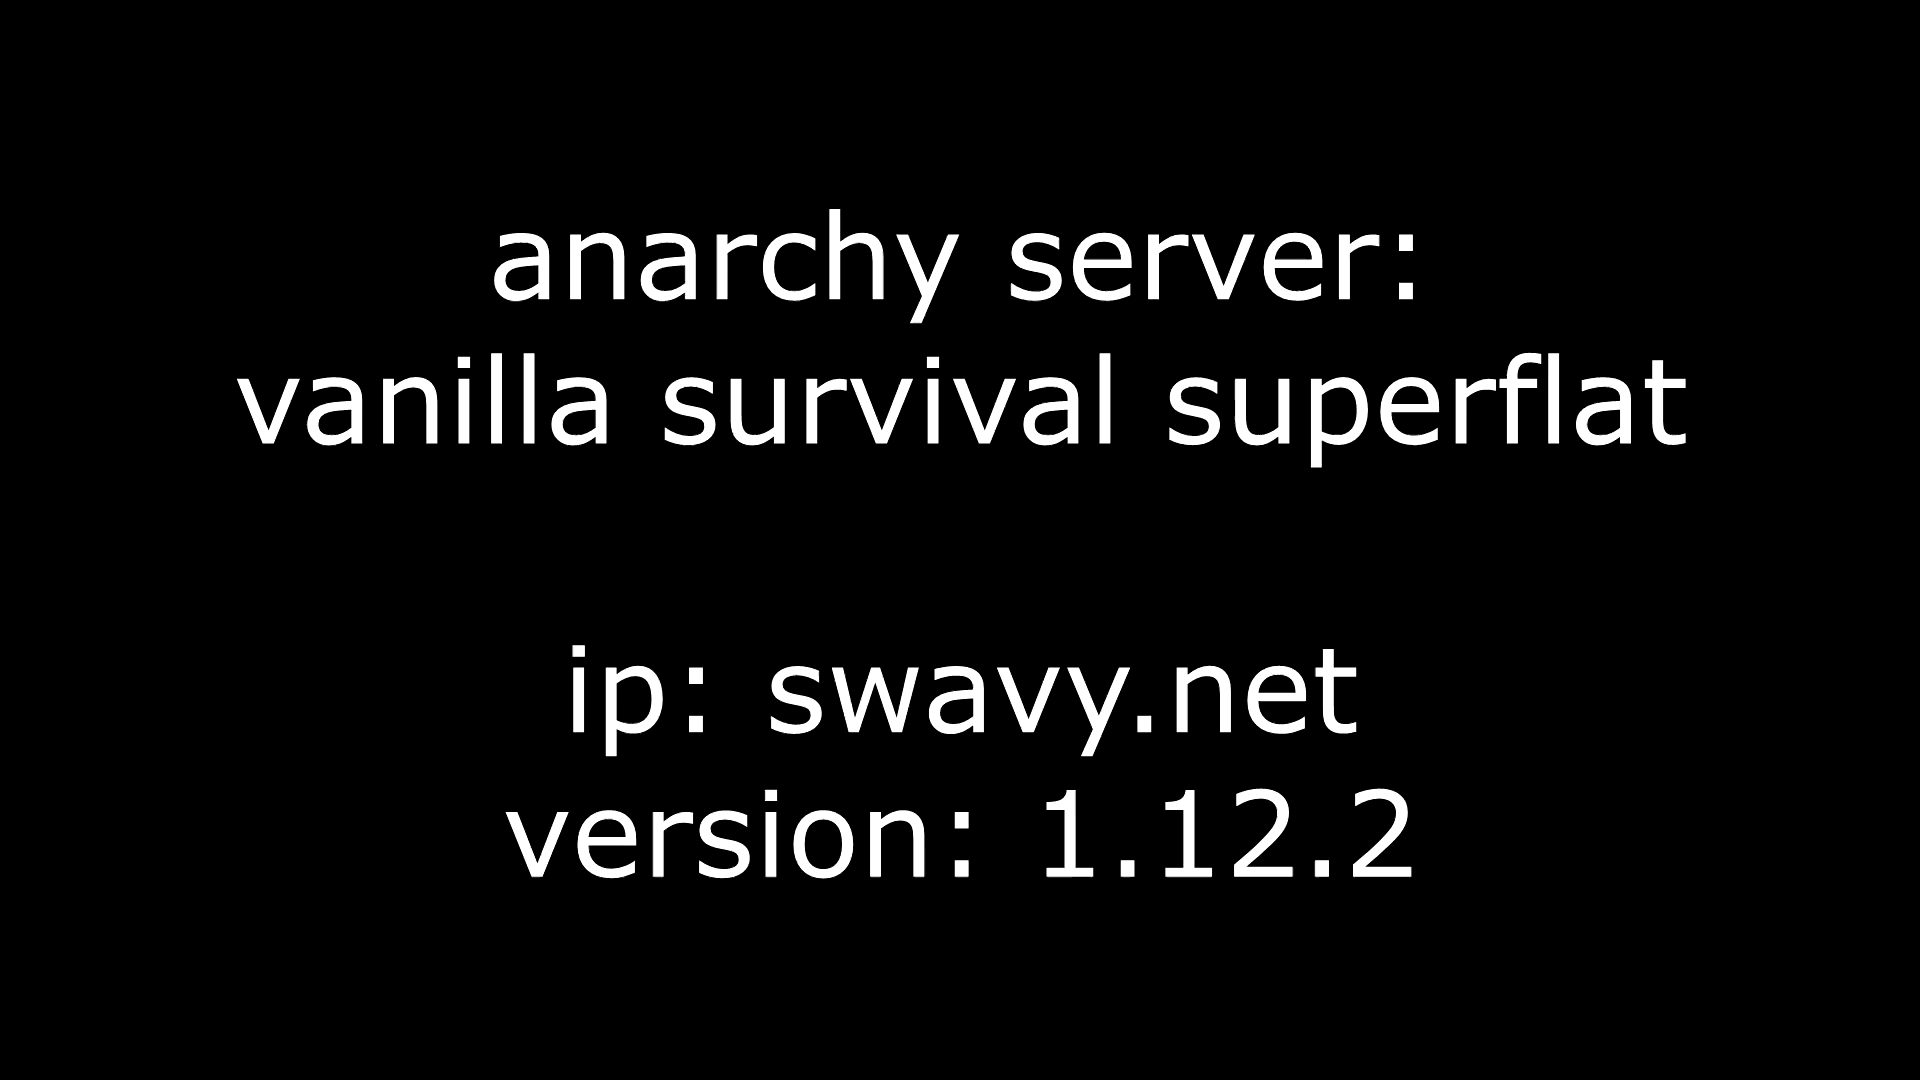 anarchy server:
vanilla survival superflat
ip: swavy.net
version: 1.12.2